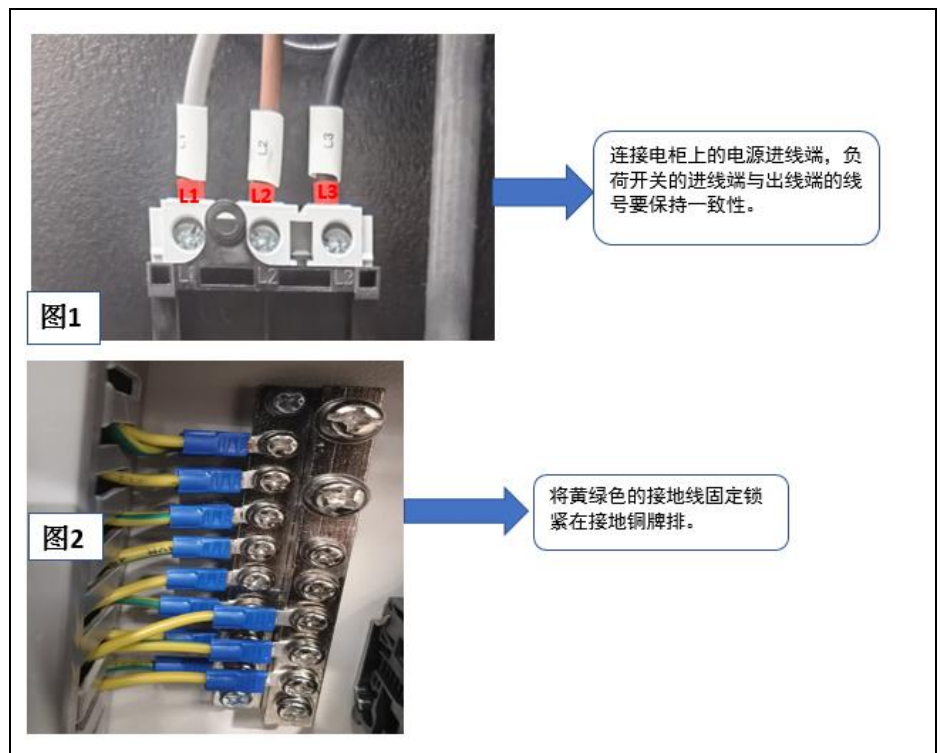 L1
L2
L3
L1
L2
L3
L1
L2
L3
图1
连接电柜上的电源进线端，负
荷开关的进线端与出线端的线
号要保持一致性。
图2
将黄绿色的接地线固定锁
紧在接地铜牌排。